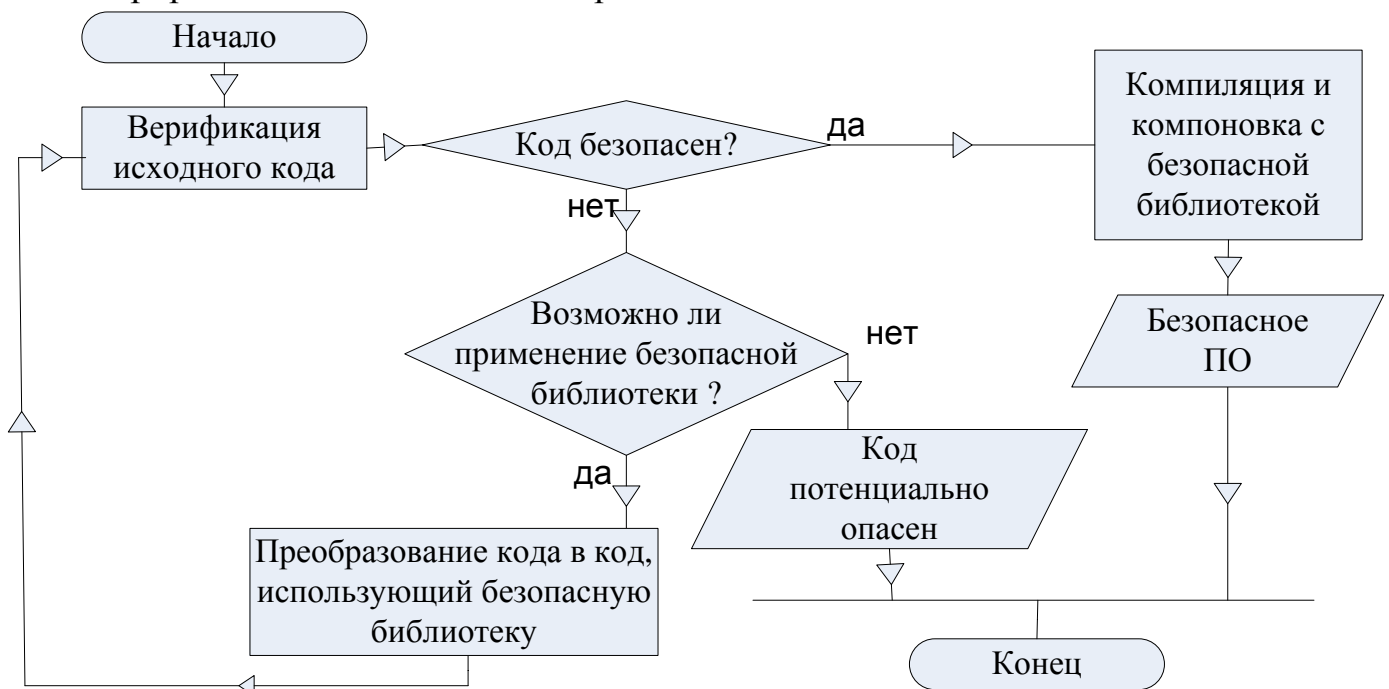 Начало
Верификация
исходного кода
Код безопасен?
да
Компиляция и
компоновка с
безопасной
библиотекой
нет
Возможно ли
применение безопасной
библиотеки ?
нет
Безопасное
ПО
да
Код
потенциально
опасен
Преобразование кода в код,
использующий безопасную
библиотеку
Конец